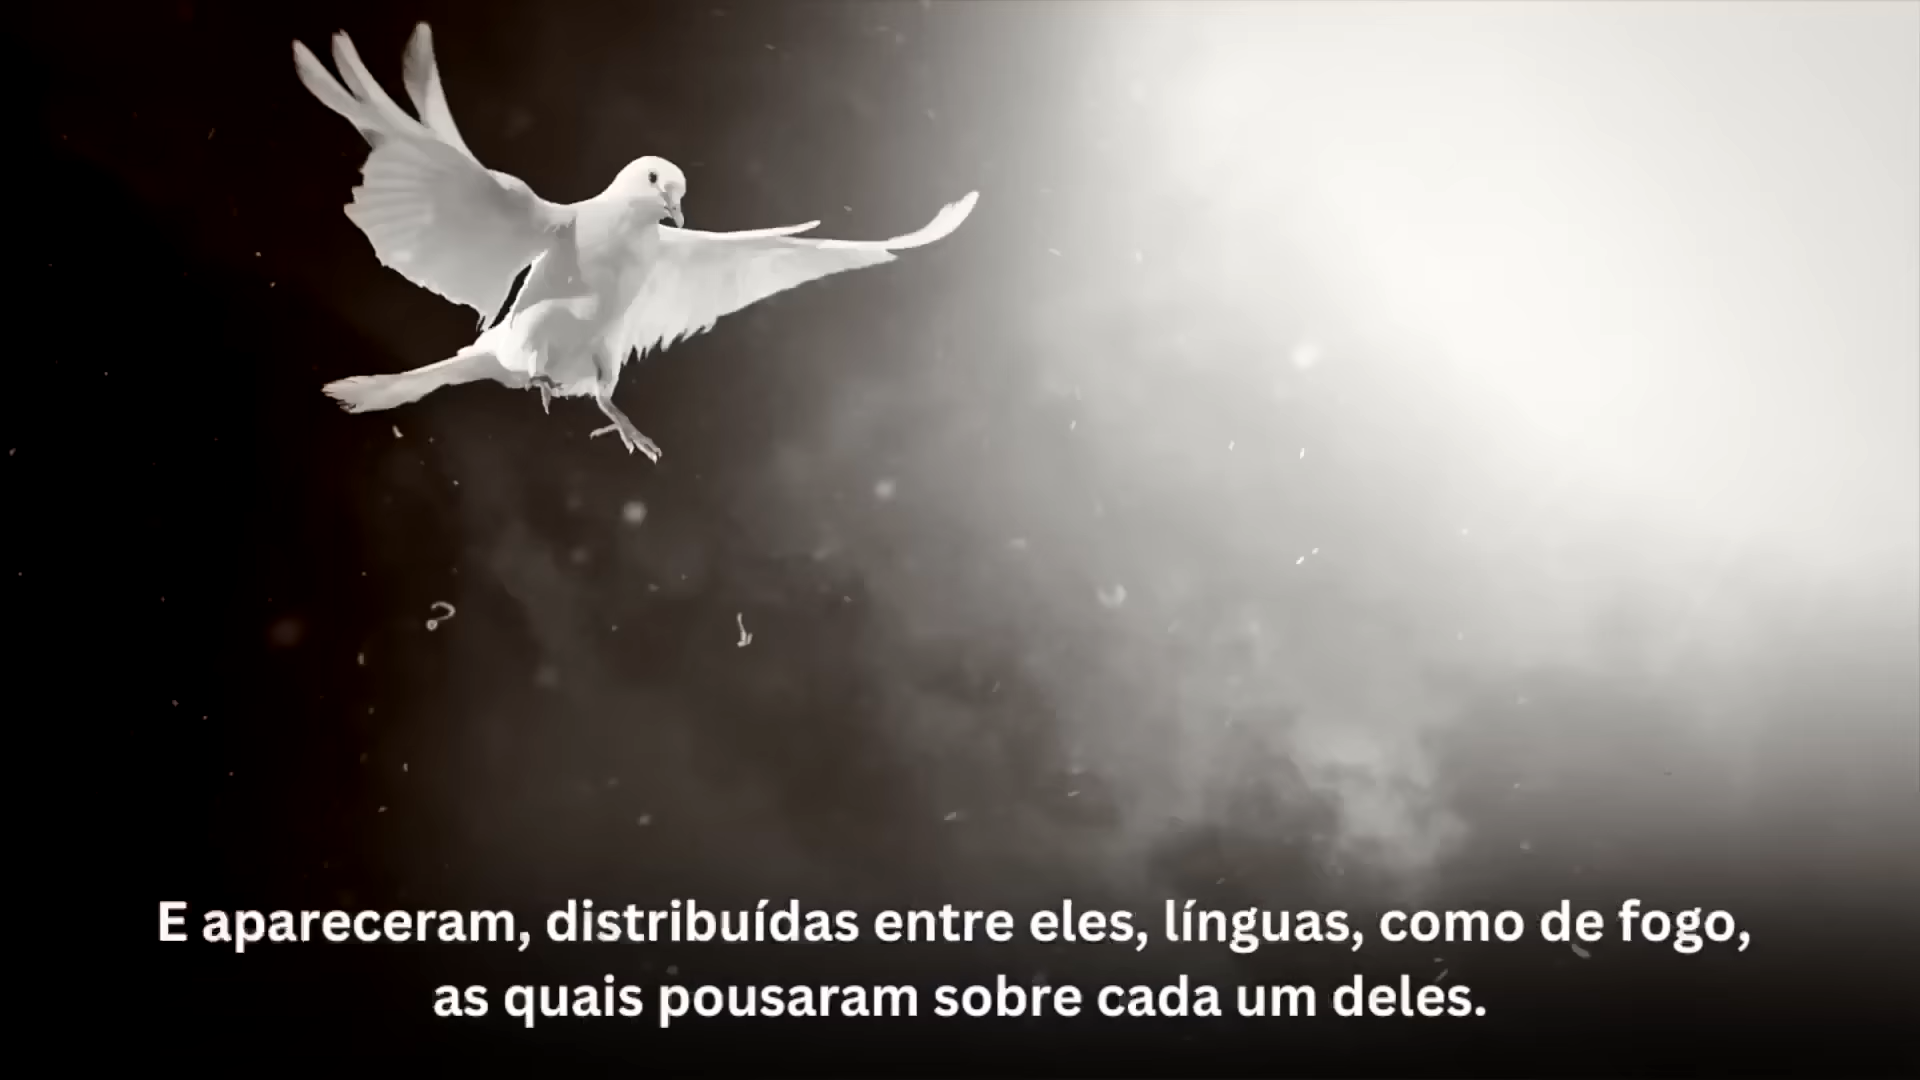 E apareceram, distribuídas entre eles, línguas, como de fogo,
as quais pousaram sobre cada um deles.